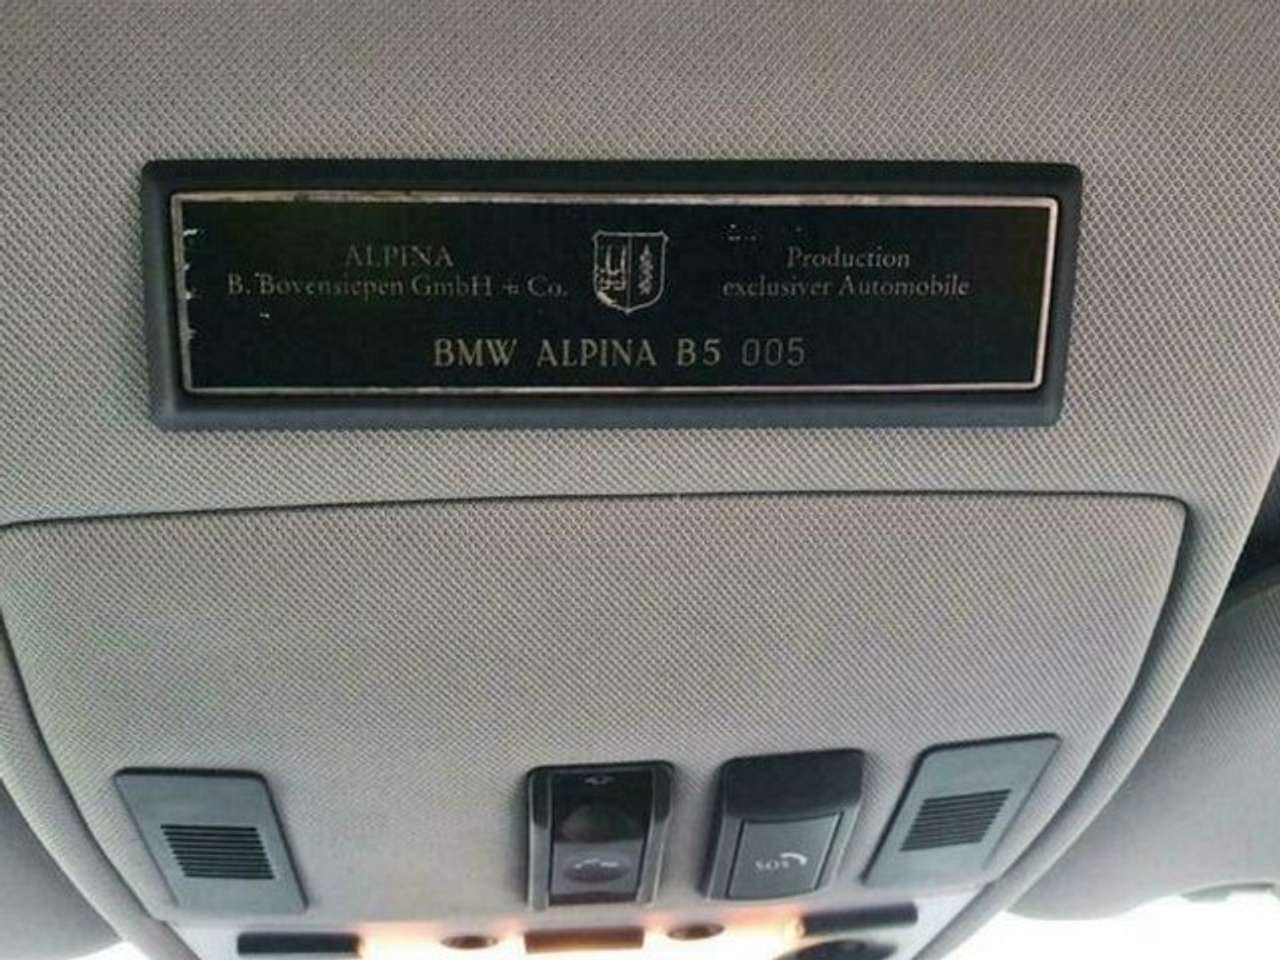 ALPINA
B. Bovensiepen GmbH + Co.
Production
exclusiver Automobile
BMW ALPINA B5 005
SOS